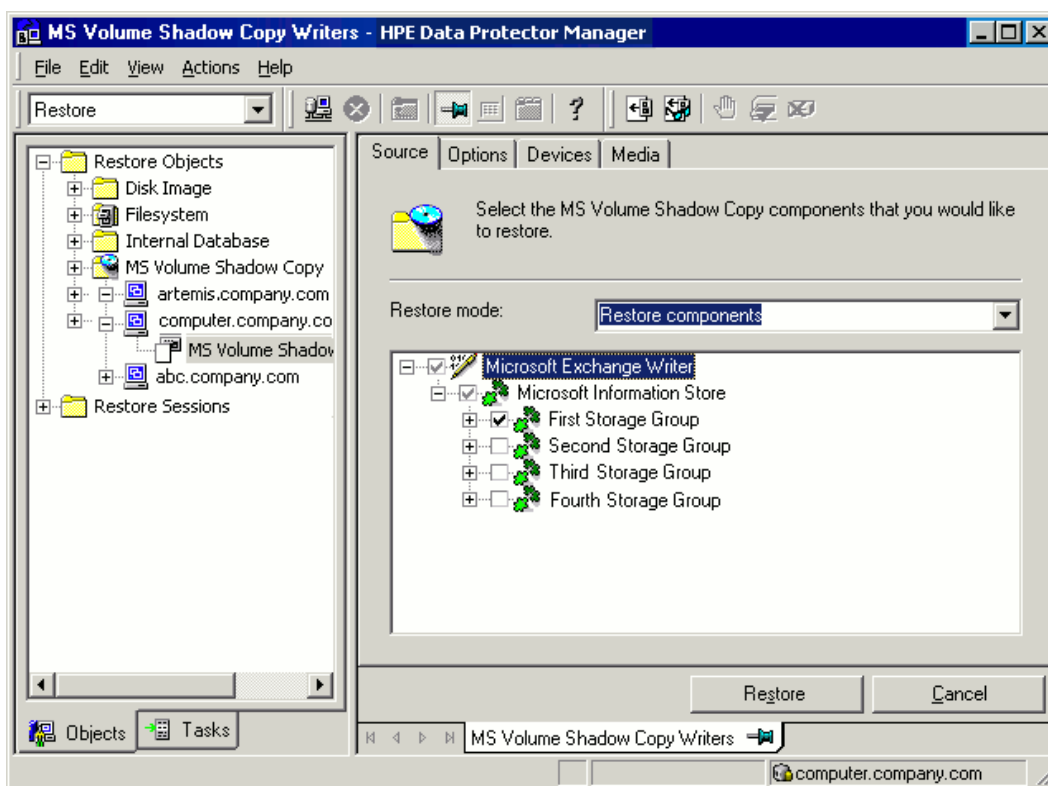 MS Volume Shadow Copy Writers - HPE Data Protector Manager
File Edit View Actions Help
Restore
Restore Objects
Disk Image
Filesystem
Internal Database
MS Volume Shadow Copy
artemis.company.com
computer.company.co
MS Volume Shadov
abc.company.com
Restore Sessions
Objects Tasks
Source Options Devices Media
Select the MS Volume Shadow Copy components that you would like
to restore.
Restore mode: Restore components
Microsoft Exchange Writer
Microsoft Information Store
First Storage Group
Second Storage Group
Third Storage Group
Fourth Storage Group
Restore Cancel
MS Volume Shadow Copy Writers
computer.company.com